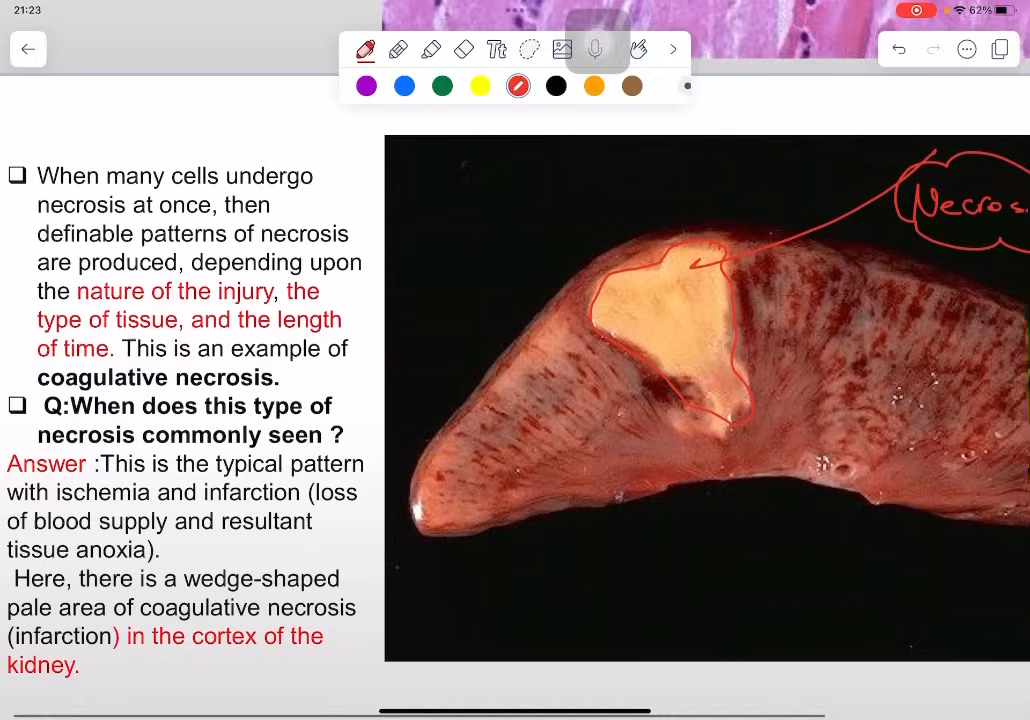 21:23
62%
Tt
When many cells undergo
necrosis at once, then
definable patterns of necrosis
are produced, depending upon
the nature of the injury, the
type of tissue, and the length
of time. This is an example of
coagulative necrosis.
Q:When does this type of
necrosis commonly seen ?
Answer :This is the typical pattern
with ischemia and infarction (loss
of blood supply and resultant
tissue anoxia).
Here, there is a wedge-shaped
pale area of coagulative necrosis
(infarction) in the cortex of the
kidney.
Necros